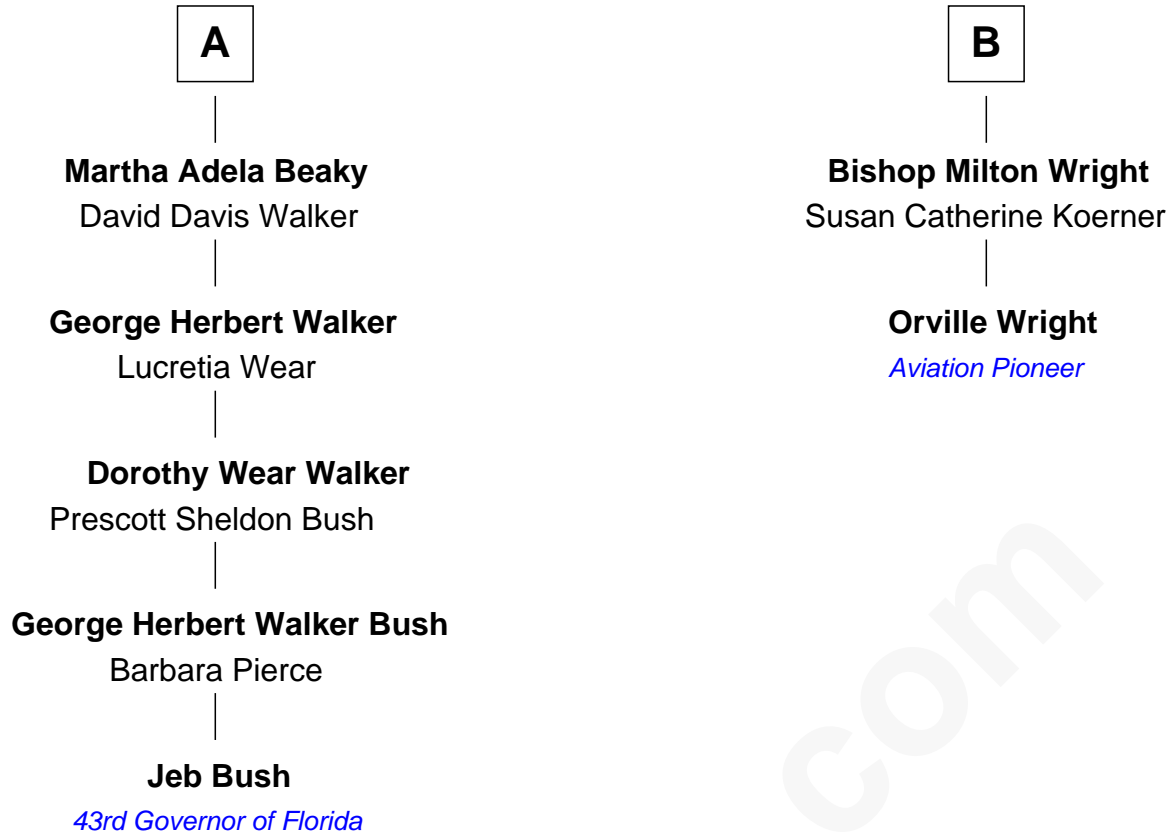 A
Martha Adela Beaky
David Davis Walker
George Herbert Walker
Lucretia Wear
Dorothy Wear Walker
Prescott Sheldon Bush
George Herbert Walker Bush
Barbara Pierce
Jeb Bush
43rd Governor of Florida
B
Bishop Milton Wright
Susan Catherine Koerner
Orville Wright
Aviation Pioneer
com